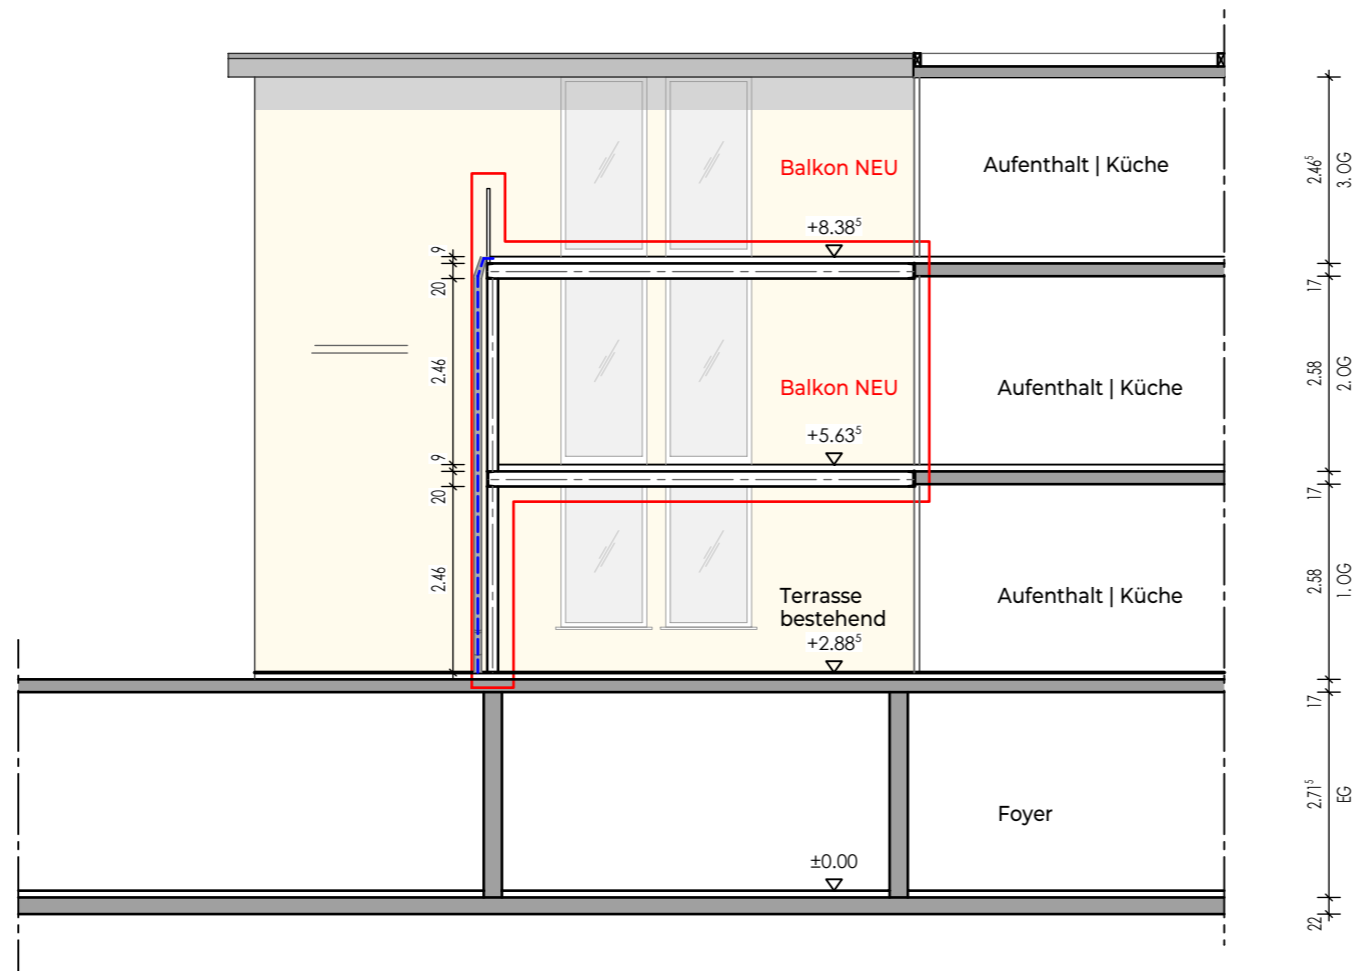 Balkon NEU
Aufenthalt | Küche
+8.38⁵
Balkon NEU
Aufenthalt | Küche
+5.63⁵
Terrasse
bestehend
+2.88⁵
Aufenthalt | Küche
Foyer
±0.00
9
20
2.46
9
20
2.46
2.46⁵
3. OG
17
2.58
2.OG
17
2.58
1.OG
17
2.71⁵
EG
22